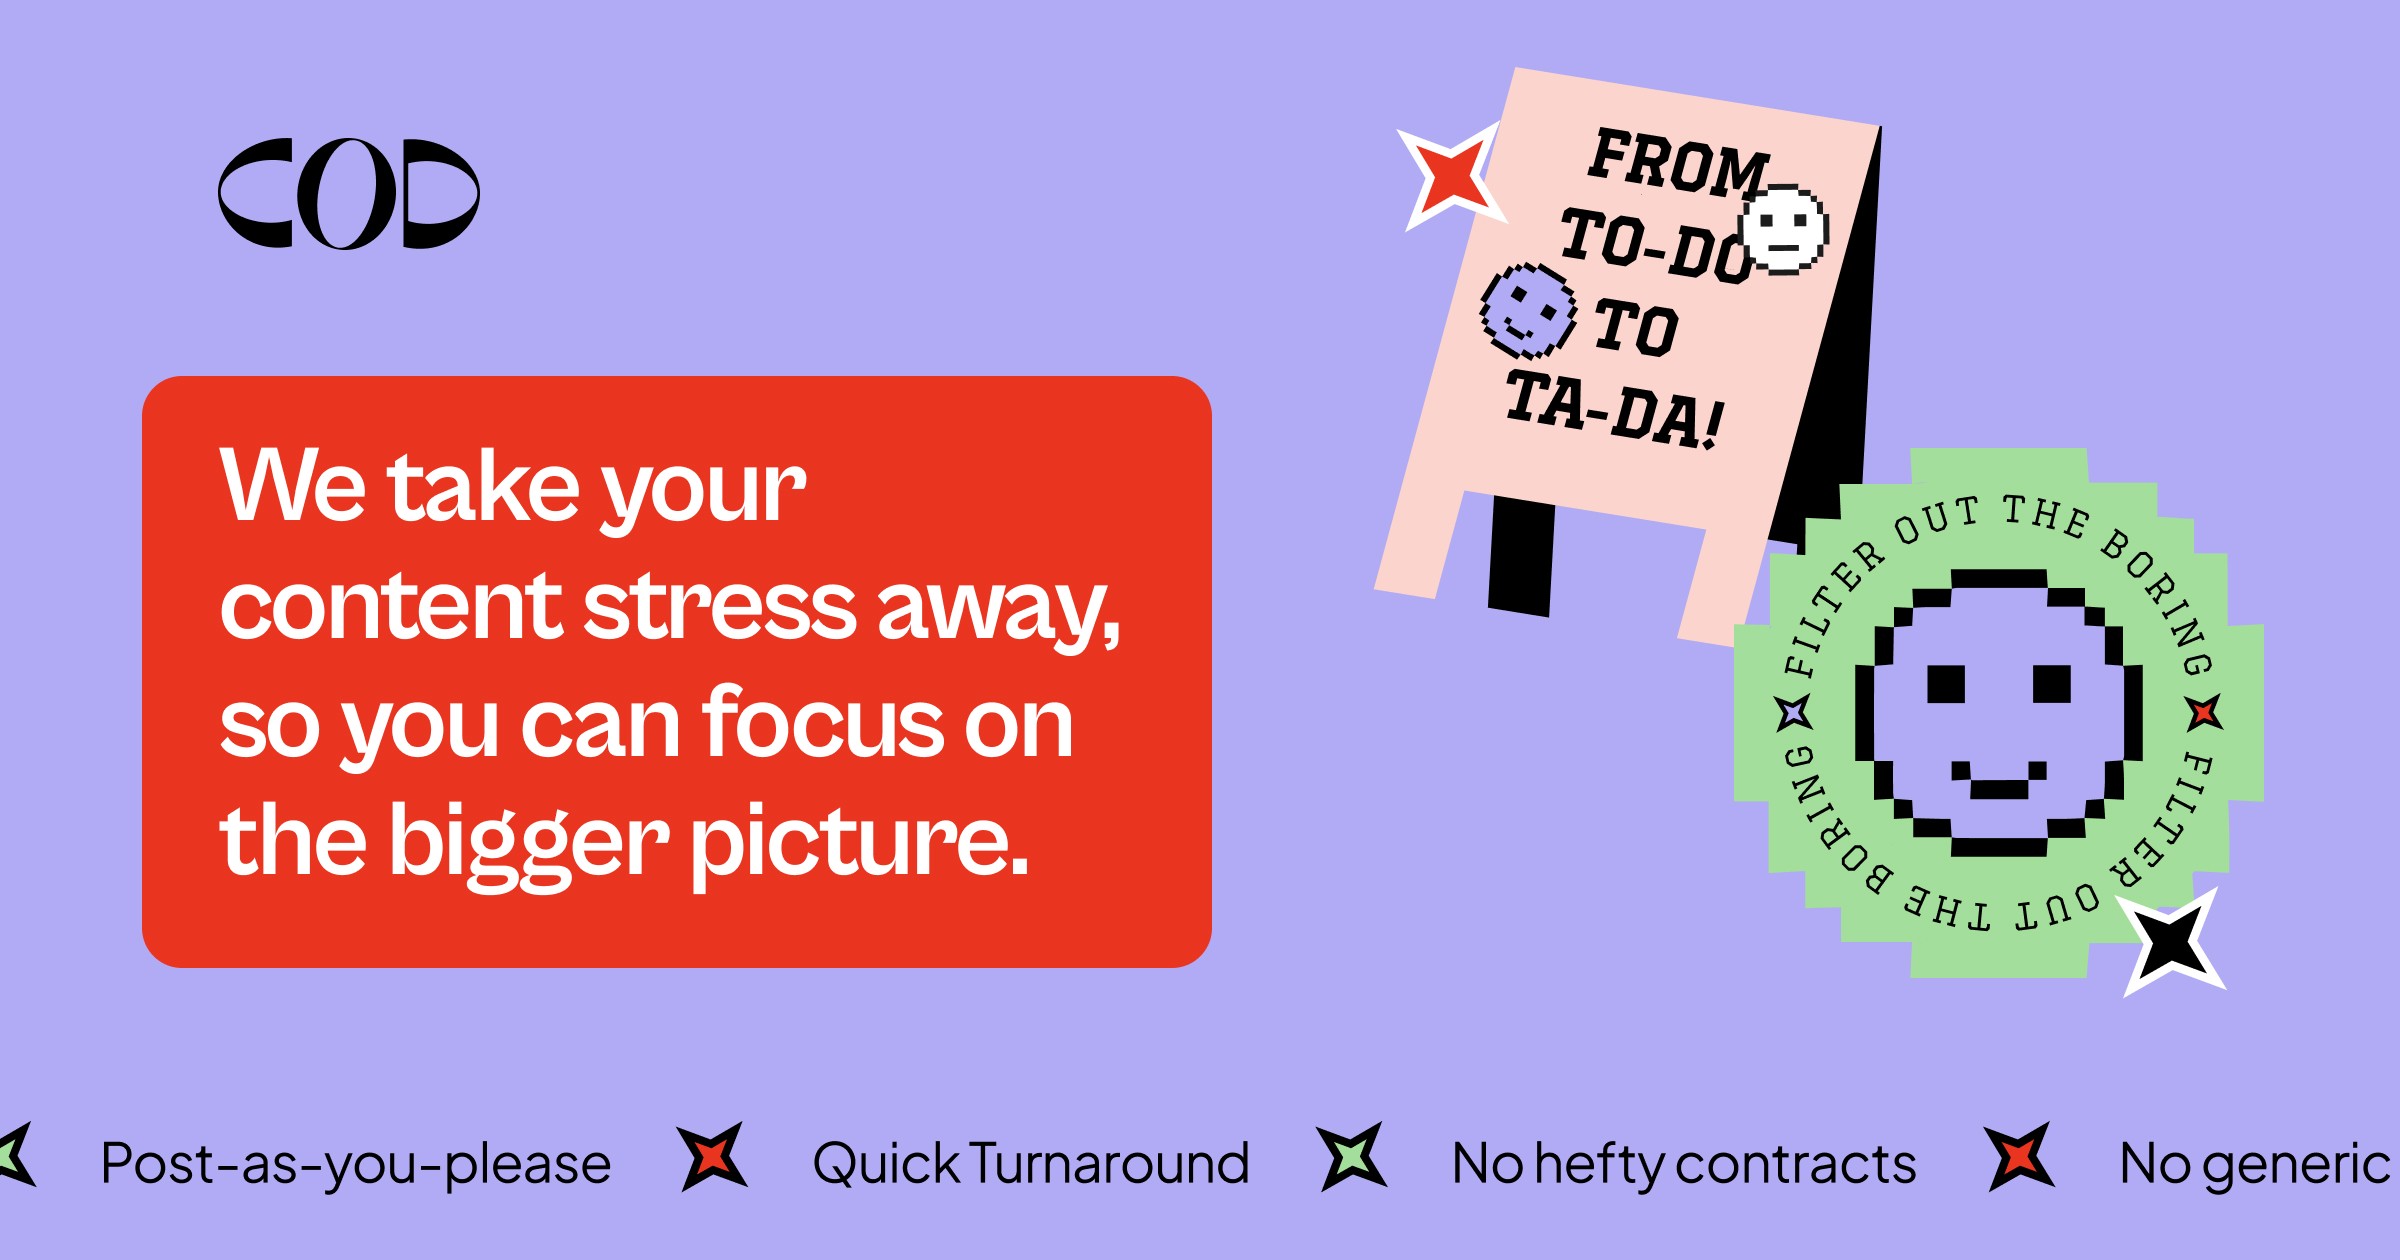 COD
FROM
TO-DO
TO
TA-DA!
We take your
content stress away,
so you can focus on
the bigger picture.
FILTER OUT THE BORING
FILTER OUT THE BORING
Post-as-you-please
Quick Turnaround
No hefty contracts
No generic